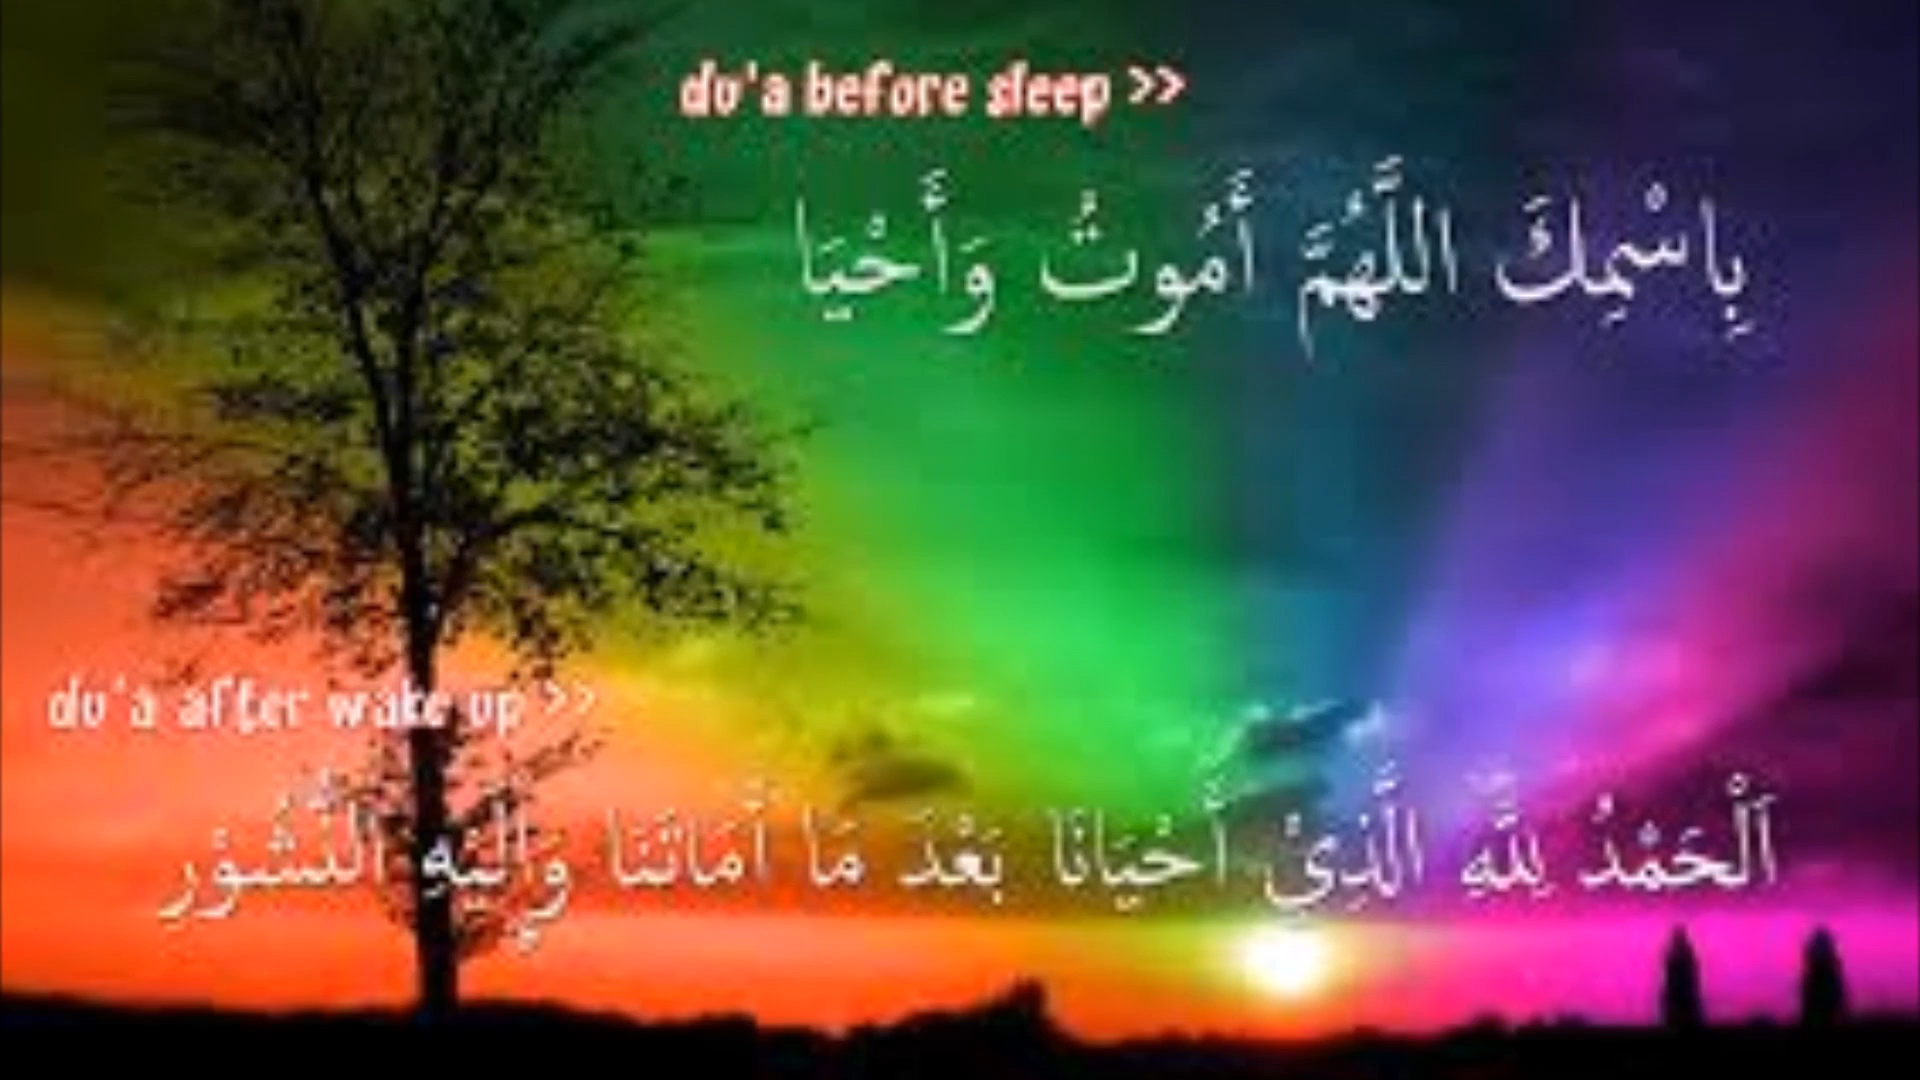 du'a before sleep >>
بِاسْمِكَ اللَّهُمَّ أَمُوتُ وَأَحْيَا
du'a after wake up >>
اَلْحَمْدُ لِلَّهِ الَّذِيْ أَحْيَانَا بَعْدَ مَا أَمَاتَنَا وَإِلَيْهِ النُّشُوْرِ